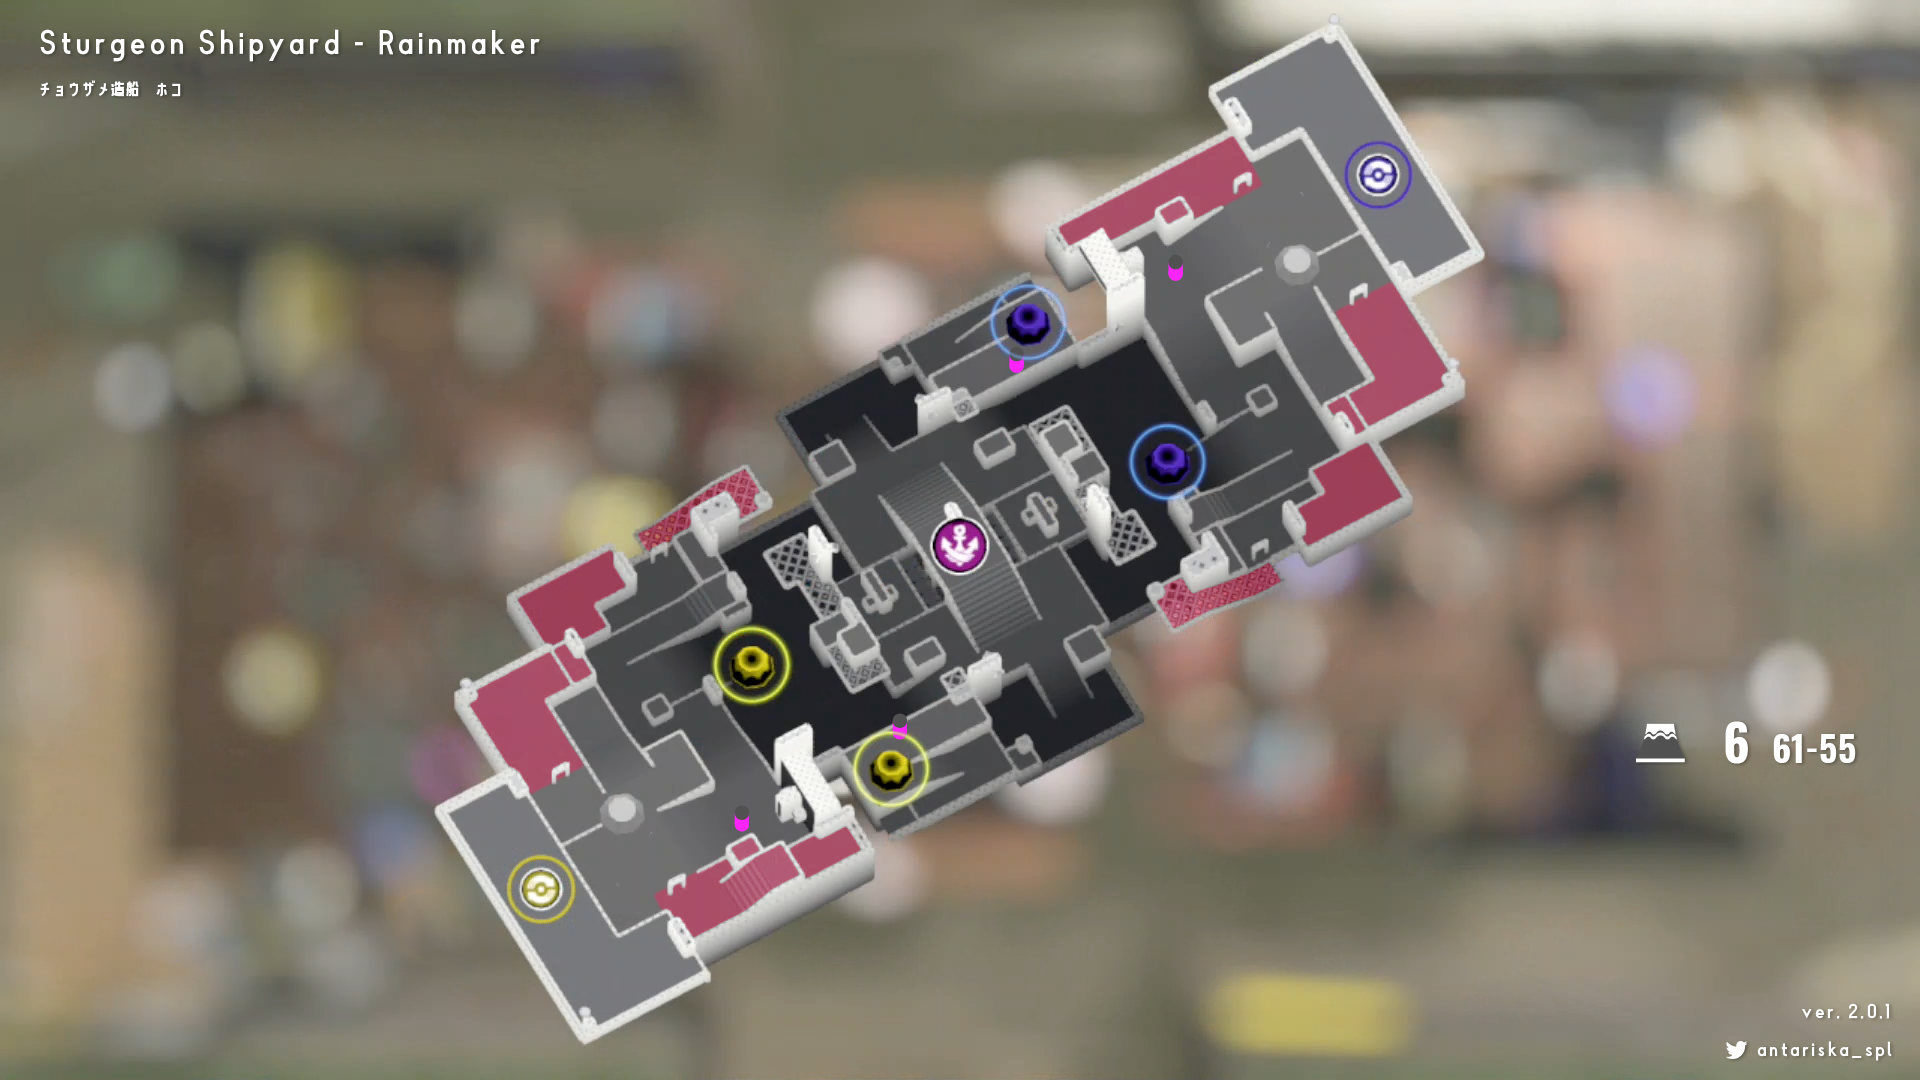 Sturgeon Shipyard - Rainmaker
チョウザメ造船　ホコ
6 61-55
ver. 2.0.1
antariska_spl